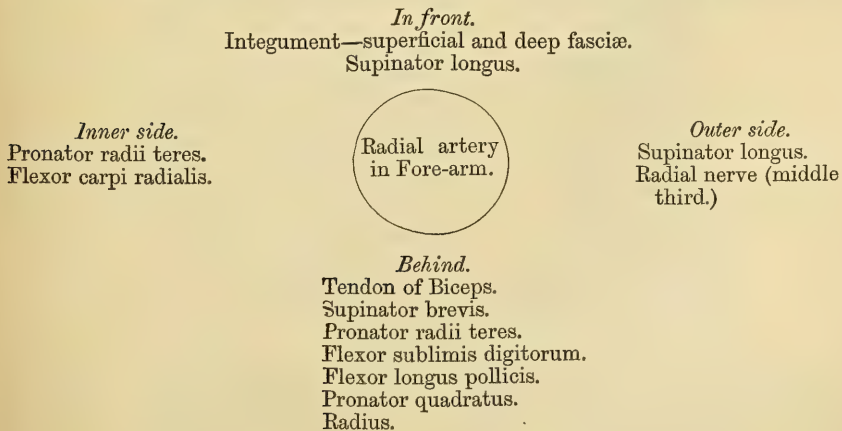 In front.
Integument—superficial and deep fasciæ.
Supinator longus.
Inner side.
Pronator radii teres.
Flexor carpi radialis.
Radial artery
in Fore-arm.
Outer side.
Supinator longus.
Radial nerve (middle
third.)
Behind.
Tendon of Biceps.
Supinator brevis.
Pronator radii teres.
Flexor sublimis digitorum.
Flexor longus pollicis.
Pronator quadratus.
Radius.